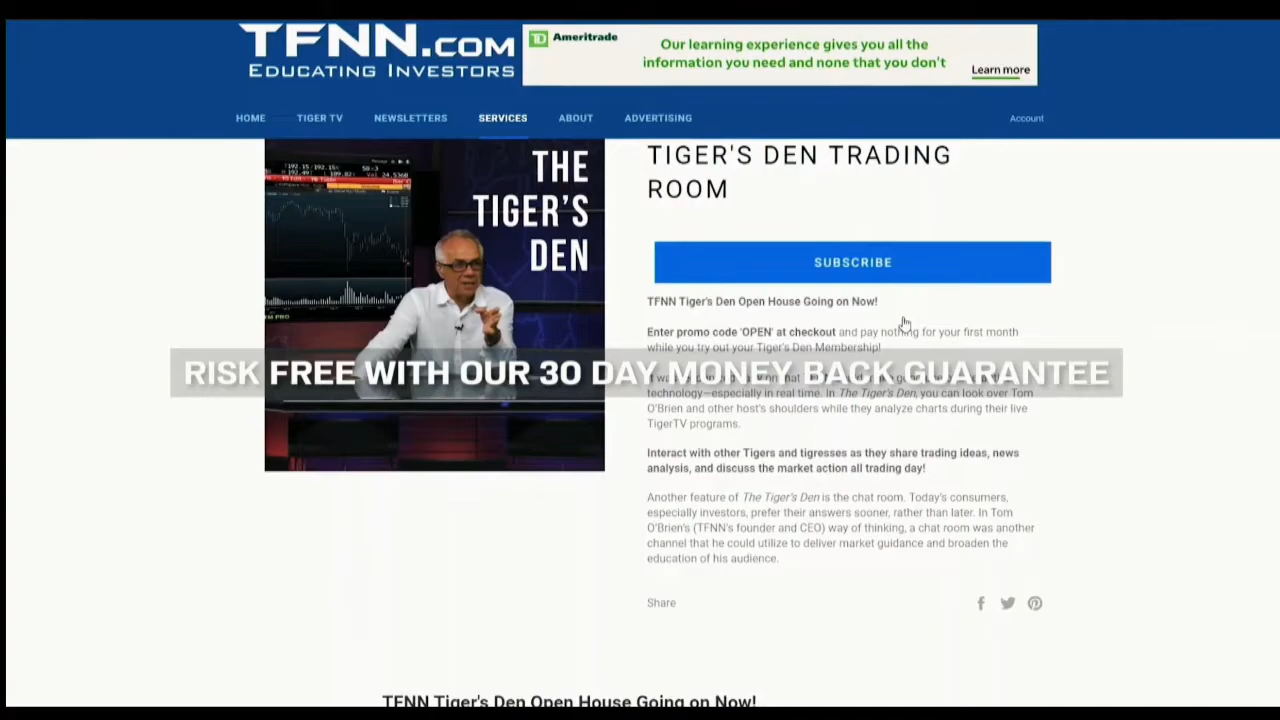 TFNN.COM
EDUCATING INVESTORS
TD Ameritrade
Our learning experience gives you all the
information you need and none that you don't
Learn more
HOME
TIGER TV
NEWSLETTERS
SERVICES
ABOUT
ADVERTISING
Account
THE
TIGER'S
DEN
TIGER'S DEN TRADING
ROOM
SUBSCRIBE
TFNN Tiger's Den Open House Going on Now!
Enter promo code 'OPEN' at checkout and pay nothing for your first month
while you try out your Tiger's Den Membership!
RISK FREE WITH OUR 30 DAY MONEY BACK GUARANTEE
technology—especially in real time. In The Tiger's Den, you can look over Tom
O'Brien and other host's shoulders while they analyze charts during their live
TigerTV programs.
Interact with other Tigers and tigresses as they share trading ideas, news
analysis, and discuss the market action all trading day!
Another feature of The Tiger's Den is the chat room. Today's consumers,
especially investors, prefer their answers sooner, rather than later. In Tom
O'Brien's (TFNN's founder and CEO) way of thinking, a chat room was another
channel that he could utilize to deliver market guidance and broaden the
education of his audience.
Share
TFNN Tiger's Den Open House Going on Now!